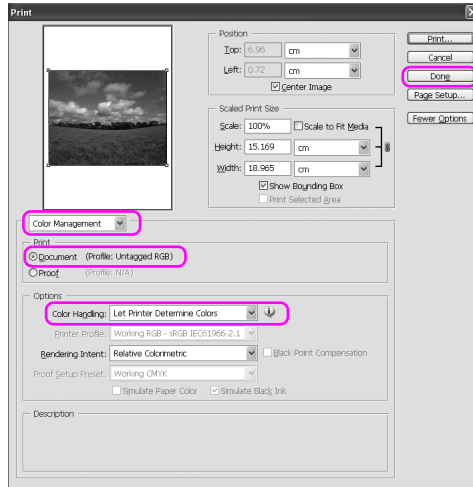 Print
Position
Top: 6.96 cm
Left: 0.72 cm
Center Image
Scaled Print Size
Scale: 100% Scale to Fit Media
Height: 15.169 cm
Width: 18.965 cm
Show Bounding Box
Print Selected Area
Print...
Cancel
Done
Page Setup...
Fewer Options
Color Management
Print
Document (Profile: Untagged RGB)
Proof (Profile: N/A)
Options
Color Handling: Let Printer Determine Colors
Printer Profile: Working RGB - sRGB IEC61966-2.1
Rendering Intent: Relative Colorimetric Black Point Compensation
Proof Setup Preset: Working CMYK
Simulate Paper Color Simulate Black Ink
Description